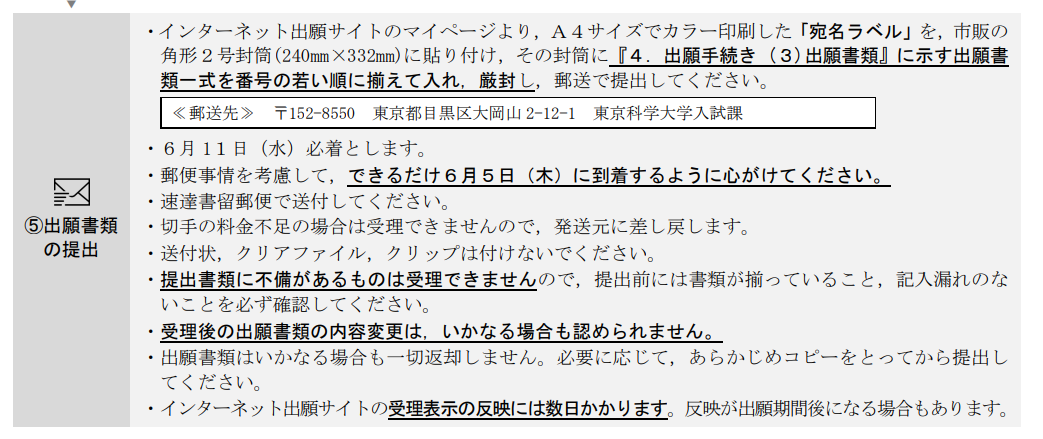 ⑤出願書類
の提出
・インターネット出願サイトのマイページより，Ａ４サイズでカラー印刷した「宛名ラベル」を，市販の
角形２号封筒(240㎜×332㎜)に貼り付け，その封筒に『４．出願手続き（３）出願書類』に示す出願書
類一式を番号の若い順に揃えて入れ，厳封し，郵送で提出してください。
≪郵送先≫　〒152-8550　東京都目黒区大岡山 2-12-1　東京科学大学入試課
・６月 11 日（水）必着とします。
・郵便事情を考慮して，できるだけ６月５日（木）に到着するように心がけてください。
・速達書留郵便で送付してください。
・切手の料金不足の場合は受理できませんので，発送元に差し戻します。
・送付状，クリアファイル，クリップは付けないでください。
・提出書類に不備があるものは受理できませんので，提出前には書類が揃っていること，記入漏れのな
いことを必ず確認してください。
・受理後の出願書類の内容変更は，いかなる場合も認められません。
・出願書類はいかなる場合も一切返却しません。必要に応じて，あらかじめコピーをとってから提出し
てください。
・インターネット出願サイトの受理表示の反映には数日かかります。反映が出願期間後になる場合もあります。